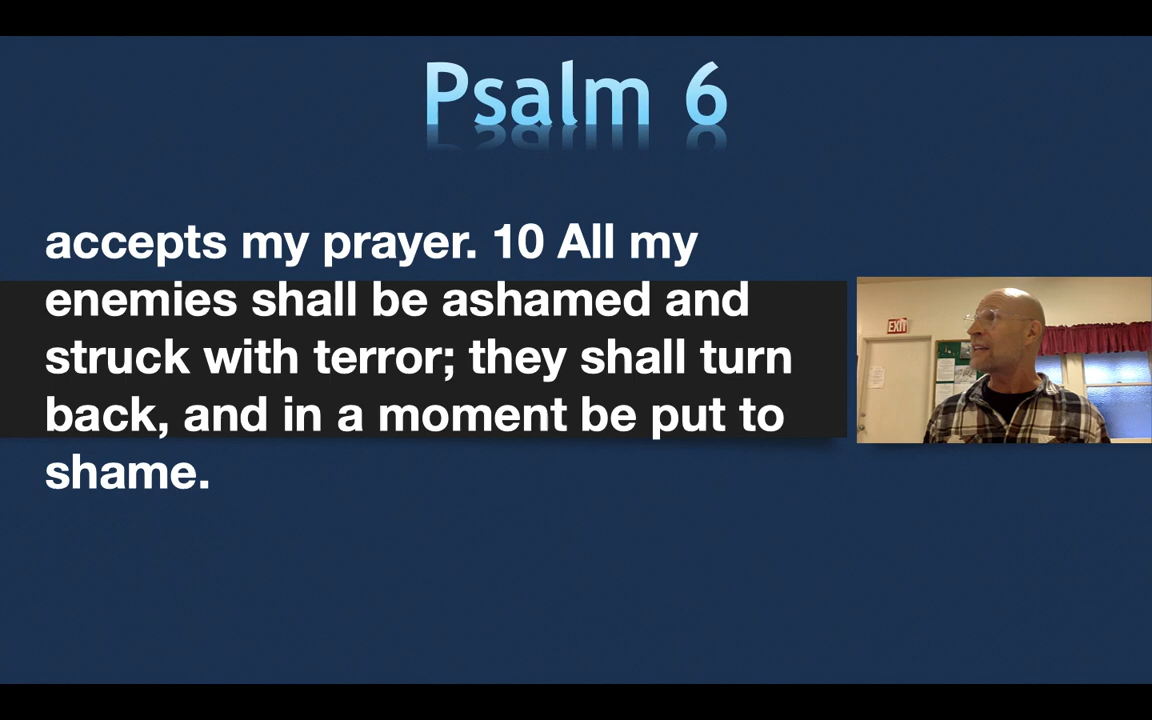 Psalm 6
accepts my prayer. 10 All my
enemies shall be ashamed and
struck with terror; they shall turn
back, and in a moment be put to
shame.
EXIT